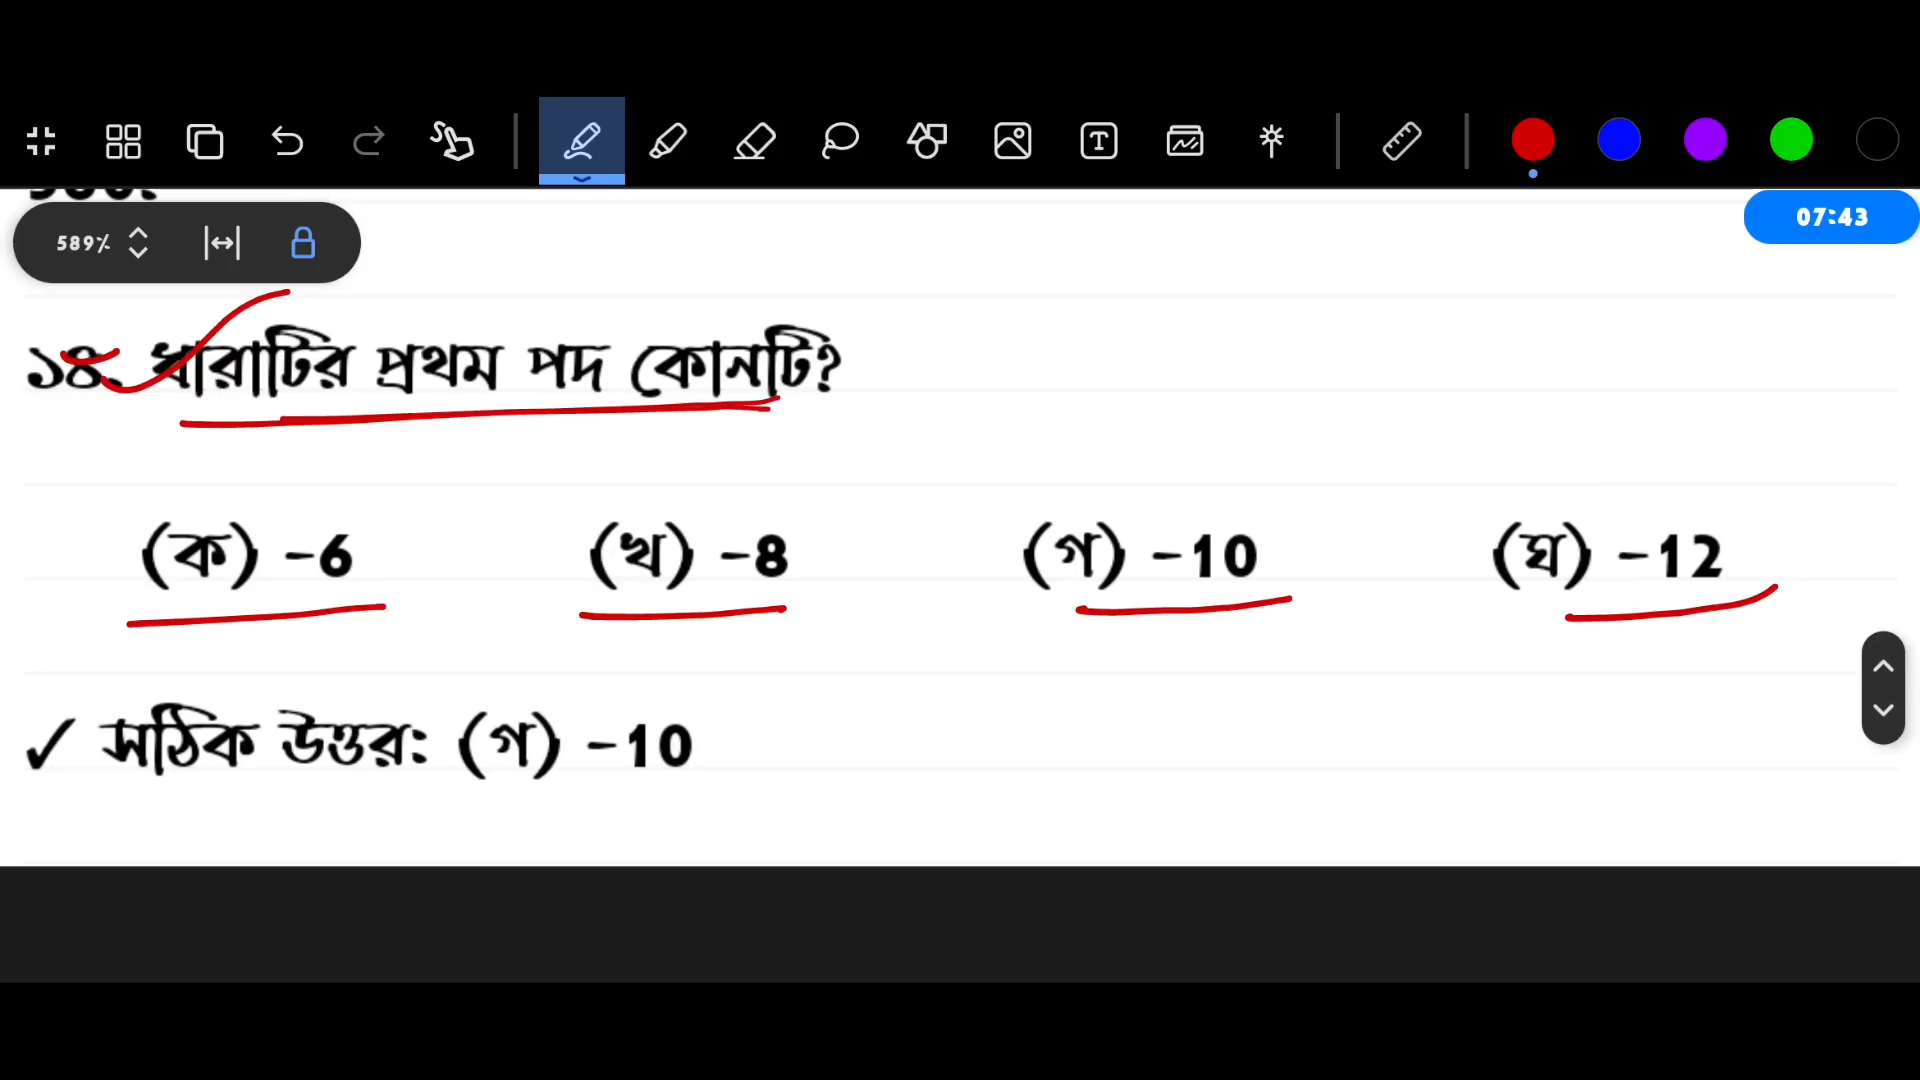 589%
07:43
১৪. ধারাটির প্রথম পদ কোনটি?
(ক) -6 (খ) -8 (গ) -10 (ঘ) -12
✓ সঠিক উত্তর: (গ) -10